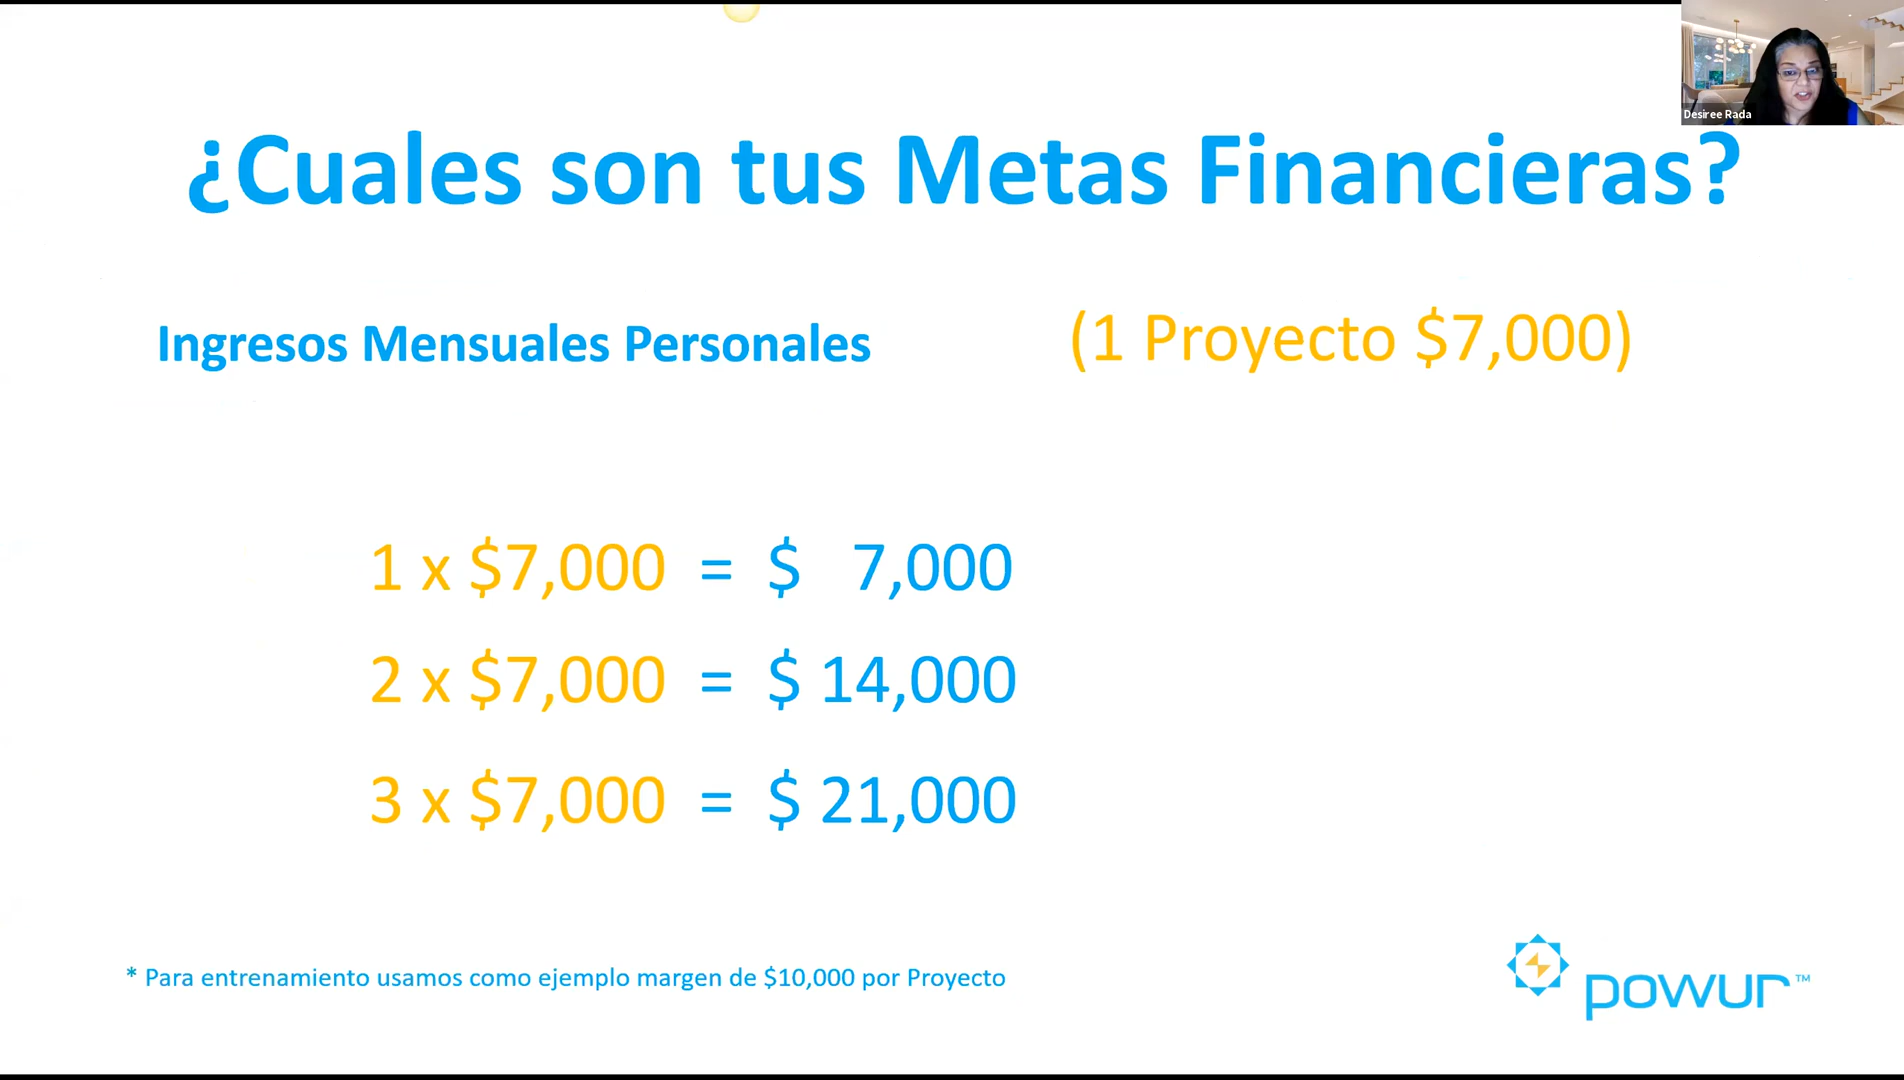 Desiree Rada
¿Cuales son tus Metas Financieras?
Ingresos Mensuales Personales (1 Proyecto $7,000)
1 x $7,000 = $ 7,000
2 x $7,000 = $ 14,000
3 x $7,000 = $ 21,000
* Para entrenamiento usamos como ejemplo margen de $10,000 por Proyecto
powur™